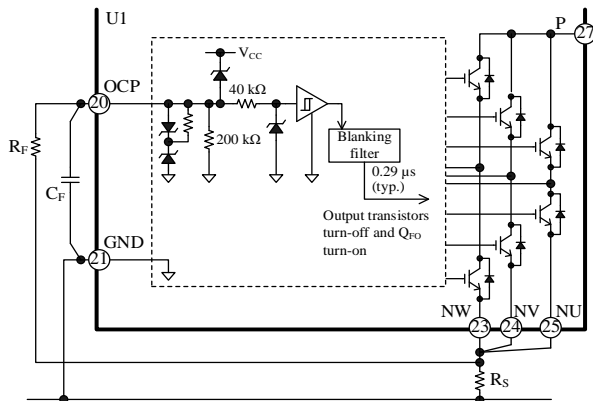 U1
P
27
VCC
OCP
20
40 kΩ
200 kΩ
RF
CF
Blanking
filter
0.29 µs
(typ.)
Output transistors
turn-off and QFO
turn-on
GND
21
NW
NV
NU
23
24
25
RS